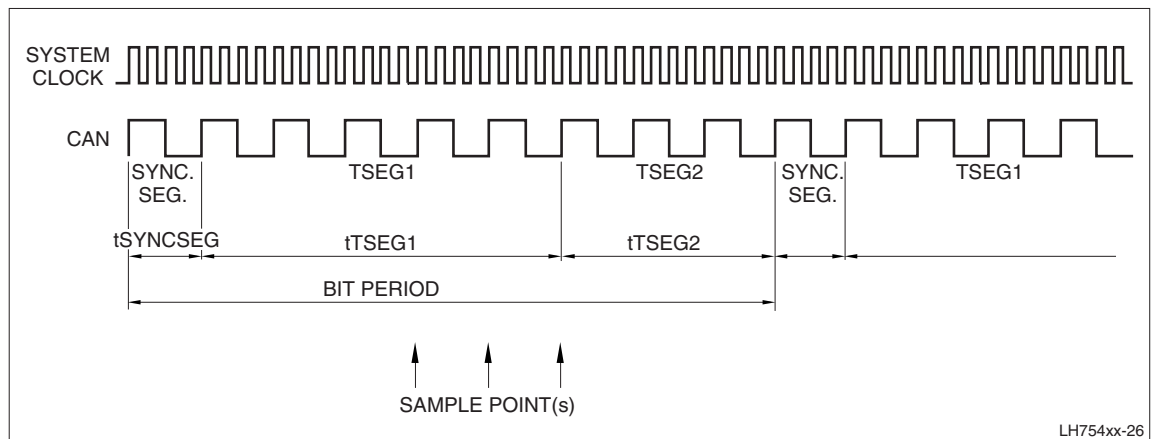 SYSTEM
CLOCK
CAN
SYNC.
SEG.
TSEG1
TSEG2
SYNC.
SEG.
TSEG1
tSYNCSEG
tTSEG1
tTSEG2
BIT PERIOD
SAMPLE POINT(s)
LH754xx-26